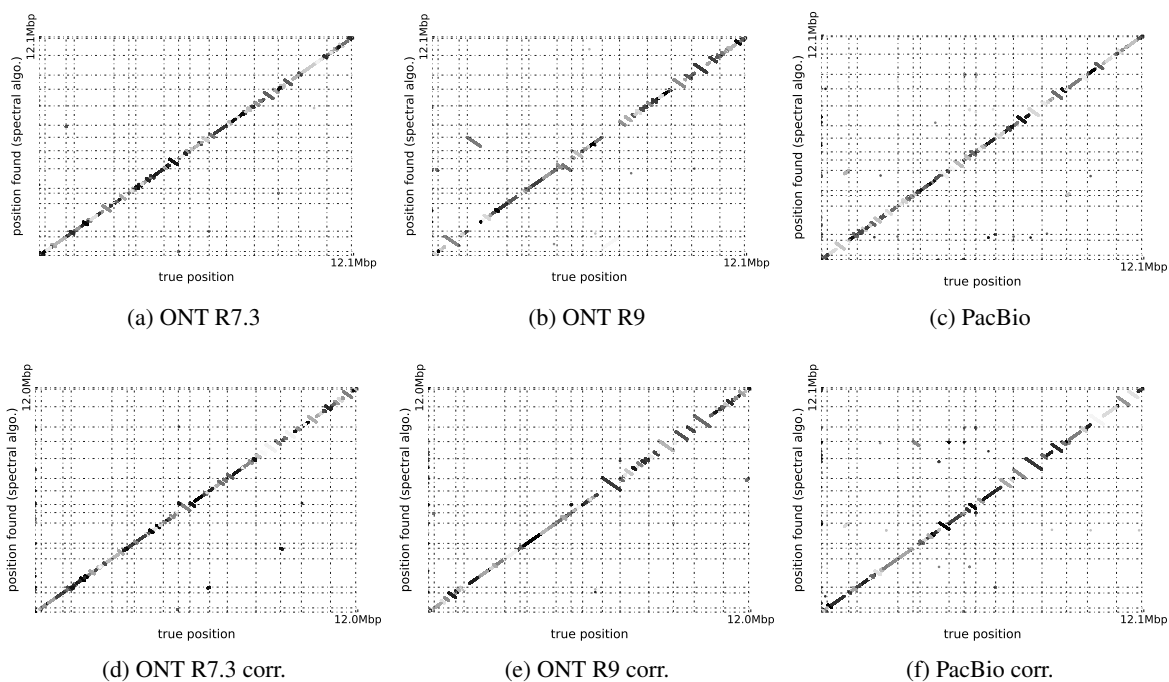 12.1Mbp
position found (spectral algo.)
12.1Mbp
true position
(a) ONT R7.3
12.1Mbp
position found (spectral algo.)
12.1Mbp
true position
(b) ONT R9
12.1Mbp
position found (spectral algo.)
12.1Mbp
true position
(c) PacBio
12.0Mbp
position found (spectral algo.)
12.0Mbp
true position
(d) ONT R7.3 corr.
12.0Mbp
position found (spectral algo.)
12.0Mbp
true position
(e) ONT R9 corr.
12.1Mbp
position found (spectral algo.)
12.1Mbp
true position
(f) PacBio corr.